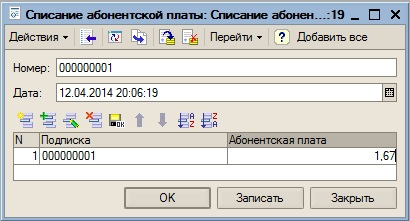 Списание абонентской платы: Списание абонен...:19
Действия Перейти ? Добавить все
Номер: 000000001
Дата: 12.04.2014 20:06:19
N Подписка Абонентская плата
1 000000001 1,67
OK Записать Закрыть